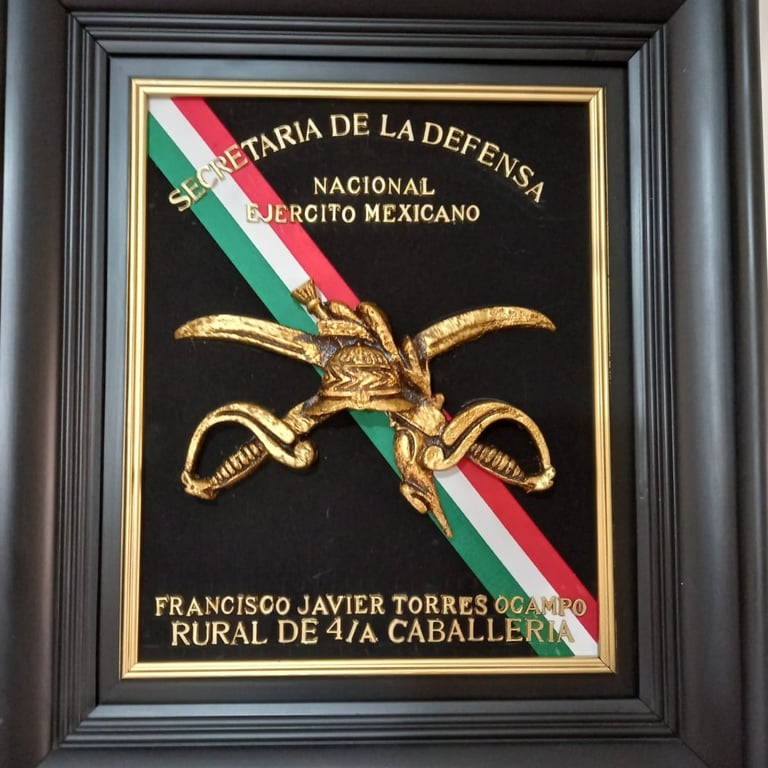 SECRETARIA DE LA DEFENSA
NACIONAL
EJERCITO MEXICANO
FRANCISCO JAVIER TORRES OCAMPO
RURAL DE 4/A CABALLERIA